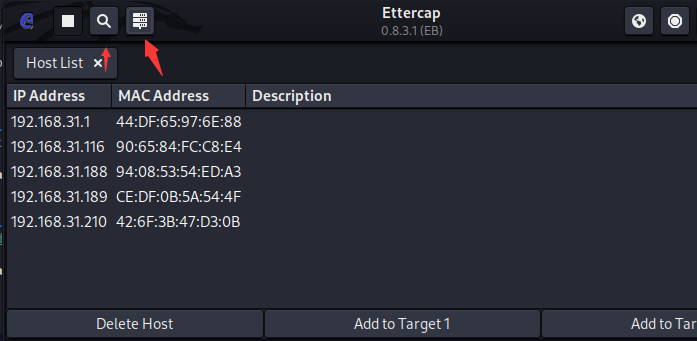 Ettercap
0.8.3.1 (EB)
Host List ×
IP Address MAC Address Description
192.168.31.1 44:DF:65:97:6E:88
192.168.31.116 90:65:84:FC:C8:E4
192.168.31.188 94:08:53:54:ED:A3
192.168.31.189 CE:DF:0B:5A:54:4F
192.168.31.210 42:6F:3B:47:D3:0B
Delete Host Add to Target 1 Add to Tar